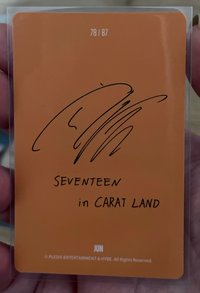 78 / 87
SEVENTEEN
in CARAT LAND
JUN
© PLEDIS ENTERTAINMENT & HYBE. All Rights Reserved.